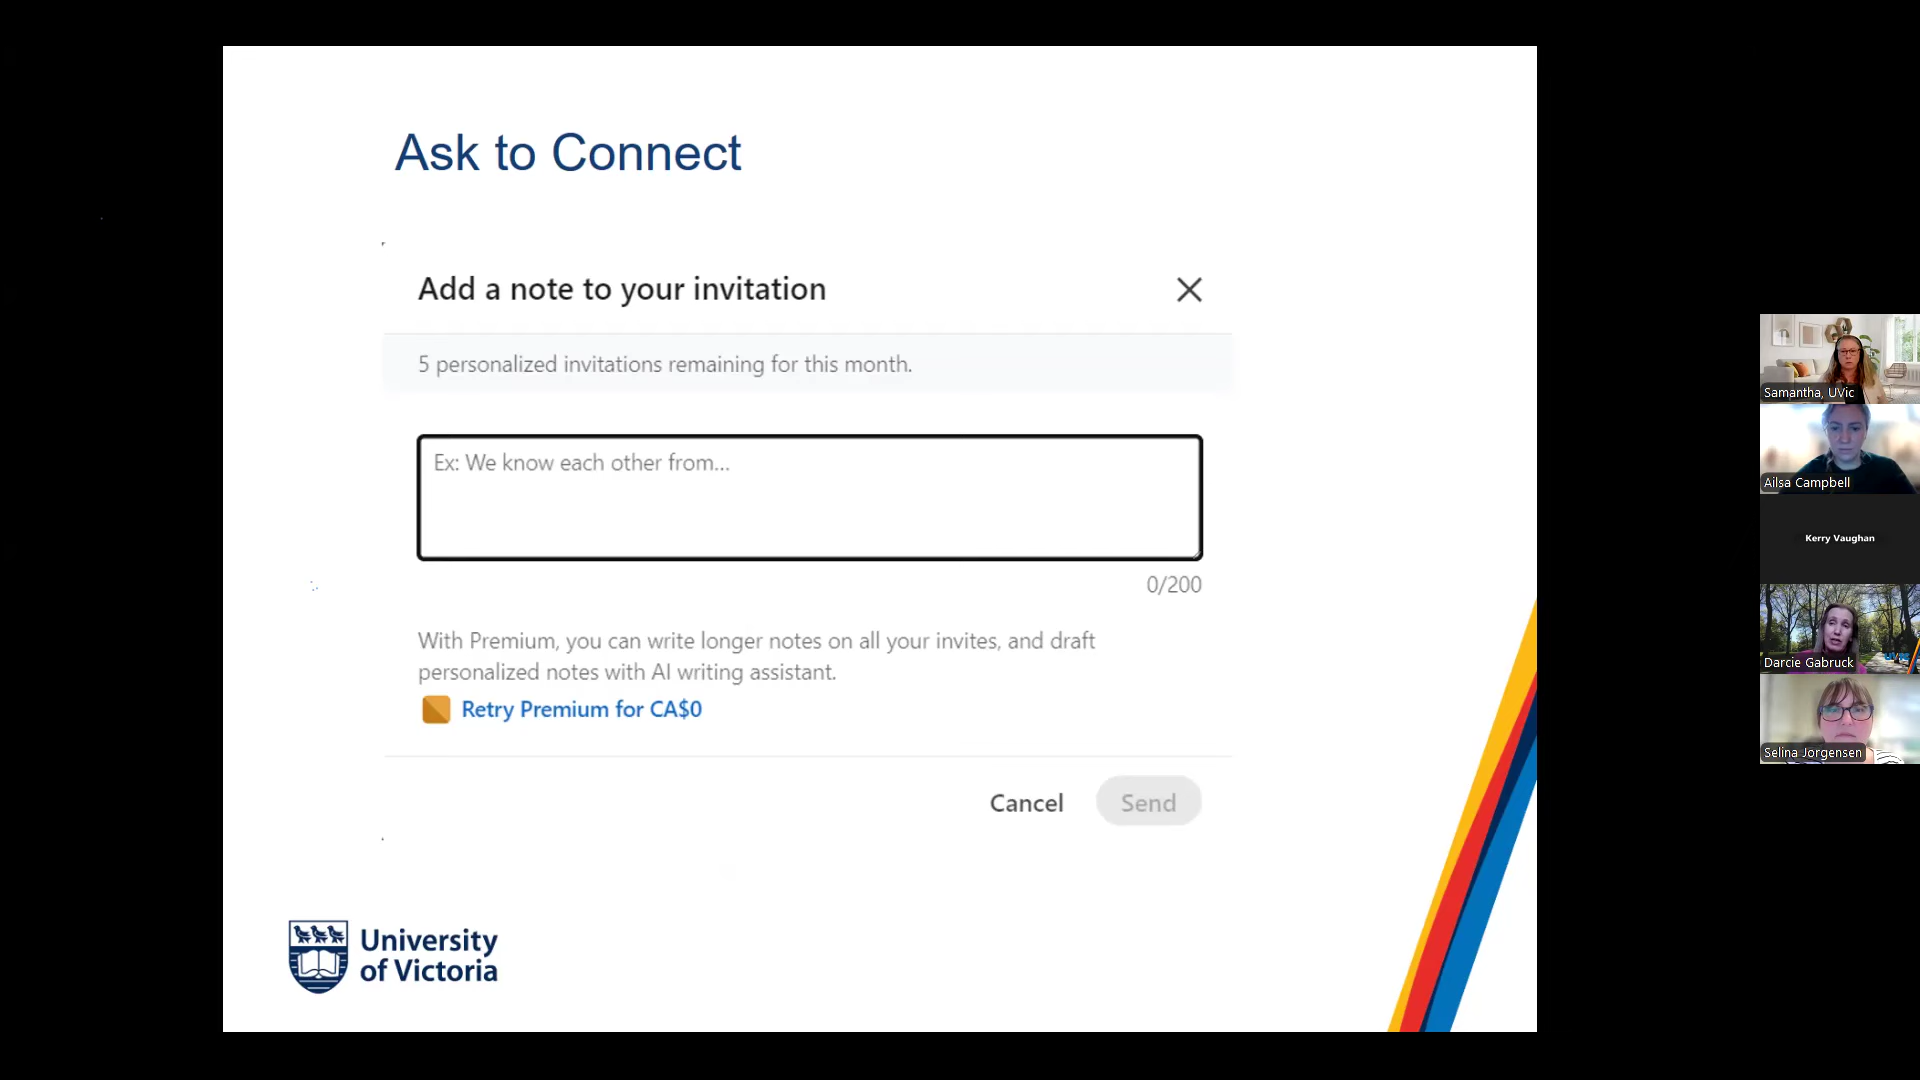 Ask to Connect
Add a note to your invitation
5 personalized invitations remaining for this month.
Ex: We know each other from...
0/200
With Premium, you can write longer notes on all your invites, and draft
personalized notes with AI writing assistant.
Retry Premium for CA$0
Cancel
Send
University
of Victoria
Samantha, UVic
Ailsa Campbell
Kerry Vaughan
Darcie Gabruck
Selina Jorgensen